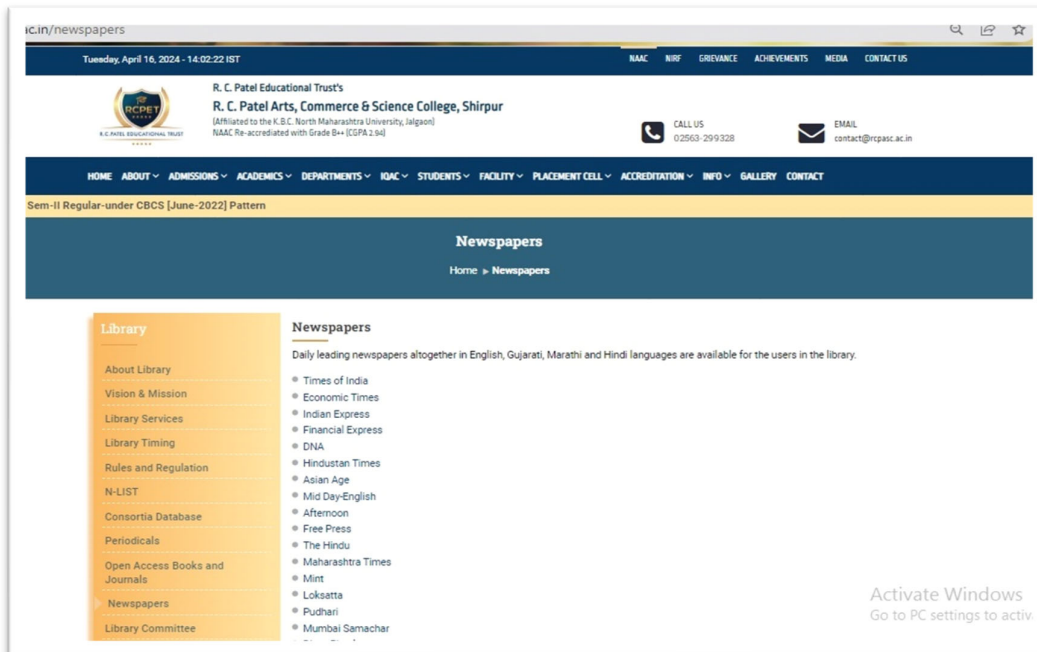 ic.in/newspapers
Tuesday, April 16, 2024 - 14:02:22 IST
NAAC NIRF GRIEVANCE ACHIEVEMENTS MEDIA CONTACT US
RCPET
R.C.PATEL EDUCATIONAL TRUST
R. C. Patel Educational Trust's
R. C. Patel Arts, Commerce & Science College, Shirpur
(Affiliated to the K.B.C. North Maharashtra University, Jalgaon)
NAAC Re-accrediated with Grade B++ (CGPA 2.94)
CALL US
02563-299328
EMAIL
contact@rcpasc.ac.in
HOME ABOUT ADMISSIONS ACADEMICS DEPARTMENTS IQAC STUDENTS FACILITY PLACEMENT CELL ACCREDITATION INFO GALLERY CONTACT
Sem-II Regular-under CBCS [June-2022] Pattern
Newspapers
Home ▶ Newspapers
Library
About Library
Vision & Mission
Library Services
Library Timing
Rules and Regulation
N-LIST
Consortia Database
Periodicals
Open Access Books and
Journals
Newspapers
Library Committee
Newspapers
Daily leading newspapers altogether in English, Gujarati, Marathi and Hindi languages are available for the users in the library.
Times of India
Economic Times
Indian Express
Financial Express
DNA
Hindustan Times
Asian Age
Mid Day-English
Afternoon
Free Press
The Hindu
Maharashtra Times
Mint
Loksatta
Pudhari
Mumbai Samachar
Activate Windows
Go to PC settings to activ